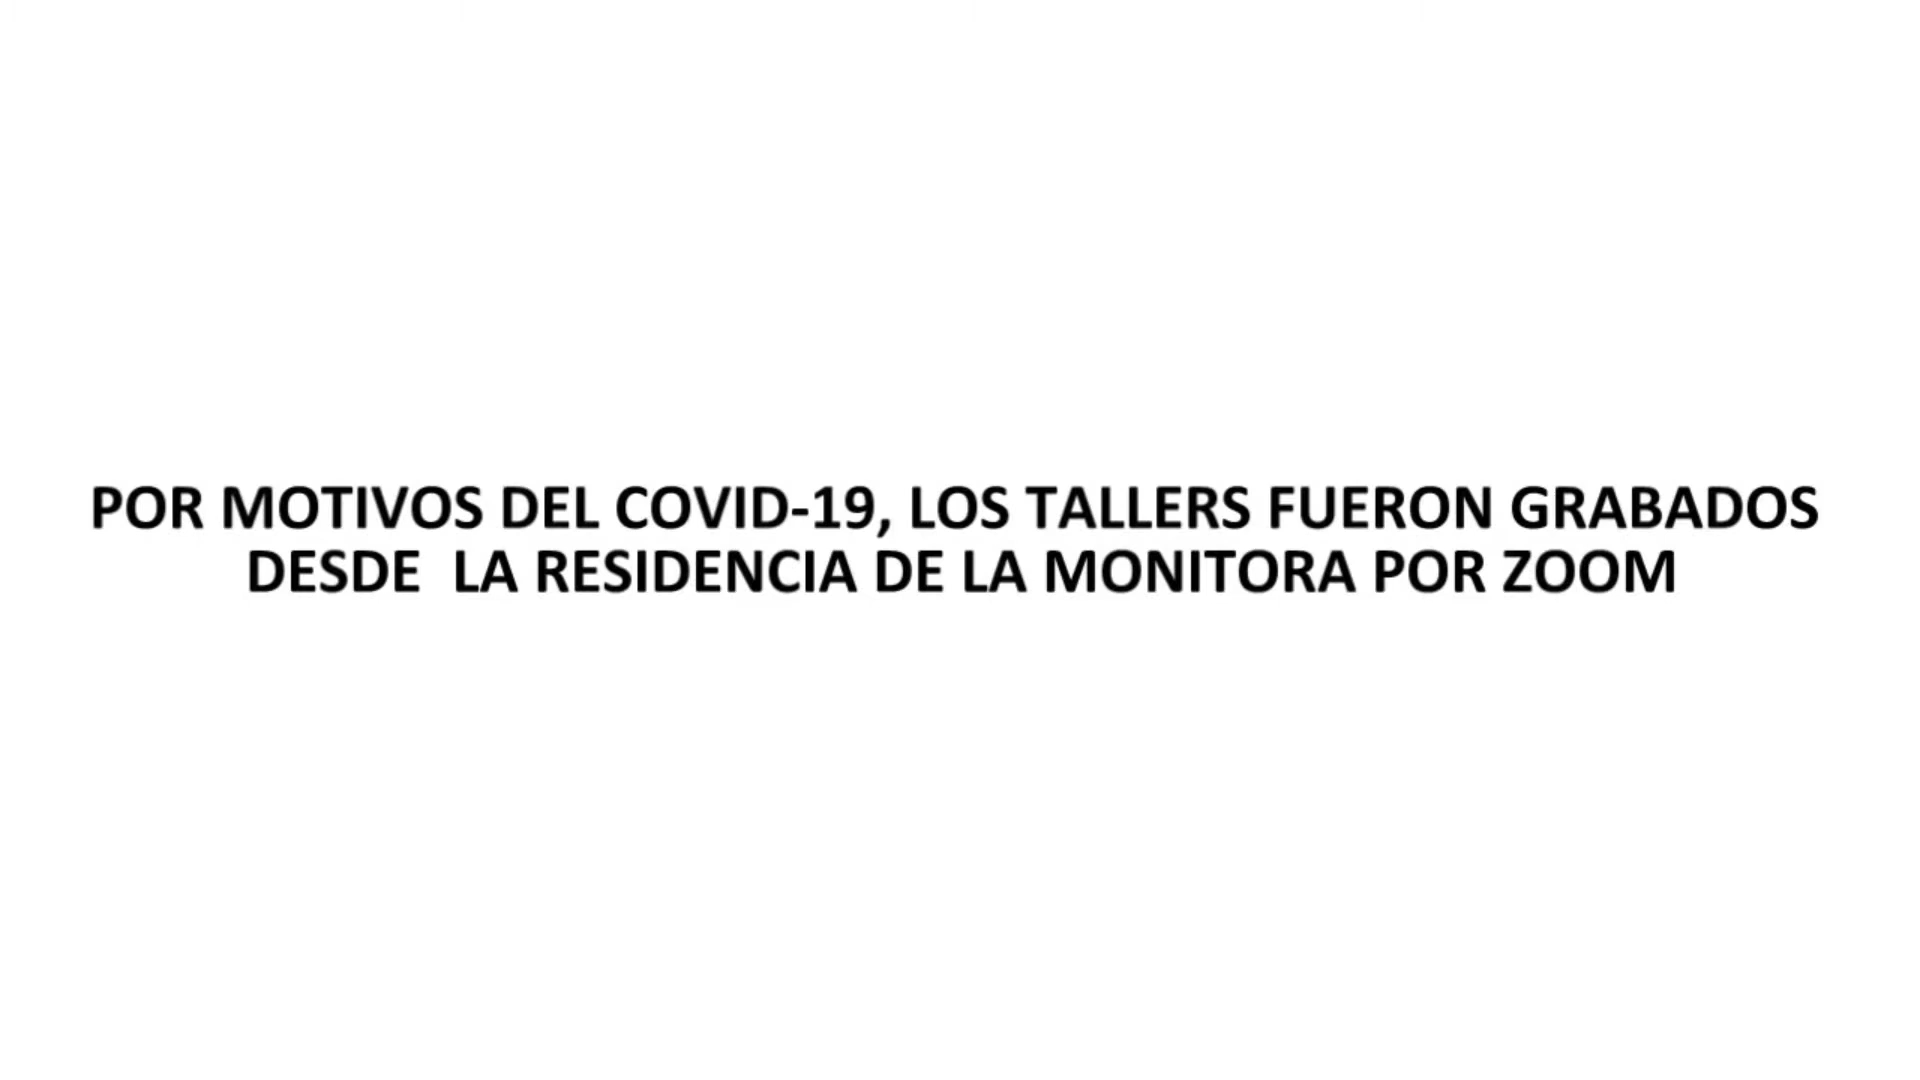 POR MOTIVOS DEL COVID-19, LOS TALLERS FUERON GRABADOS
DESDE  LA RESIDENCIA DE LA MONITORA POR ZOOM